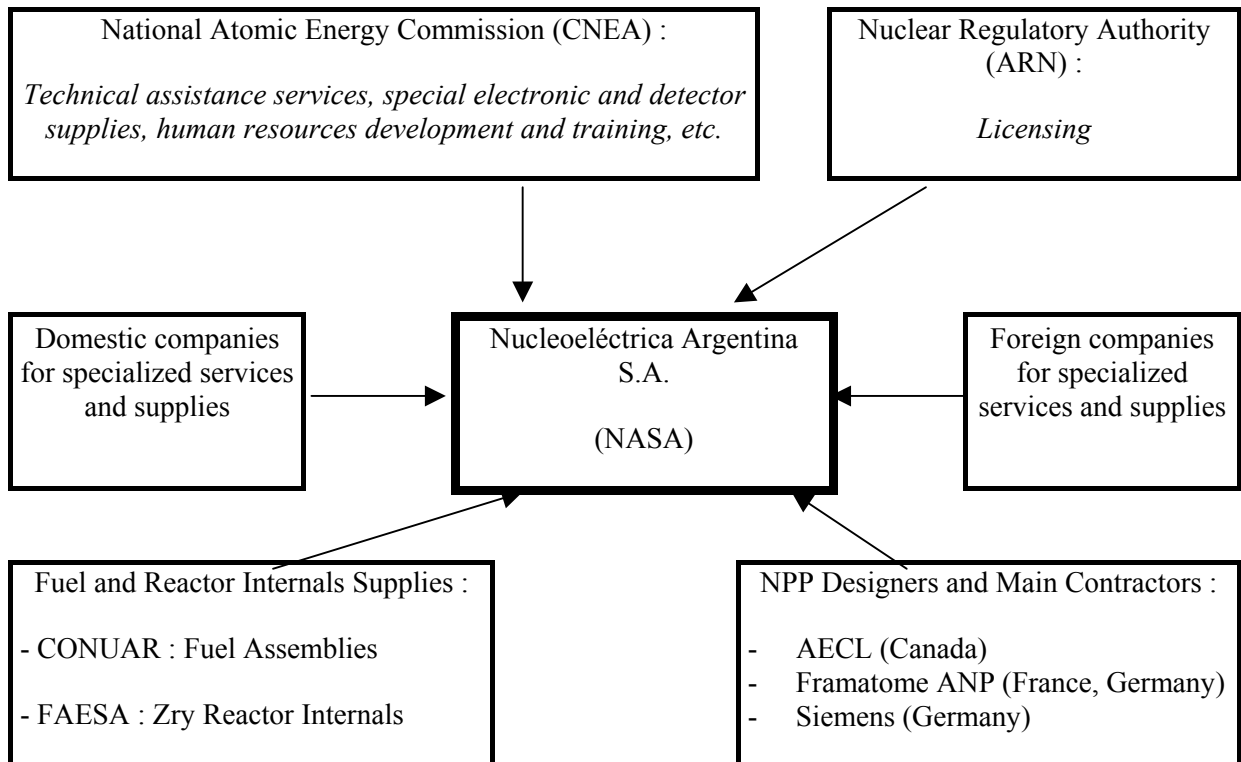 National Atomic Energy Commission (CNEA) :
Technical assistance services, special electronic and detector
supplies, human resources development and training, etc.
Nuclear Regulatory Authority
(ARN) :
Licensing
Domestic companies
for specialized services
and supplies
Nucleoeléctrica Argentina
S.A.
(NASA)
Foreign companies
for specialized
services and supplies
Fuel and Reactor Internals Supplies :
- CONUAR : Fuel Assemblies
- FAESA : Zry Reactor Internals
NPP Designers and Main Contractors :
- AECL (Canada)
- Framatome ANP (France, Germany)
- Siemens (Germany)